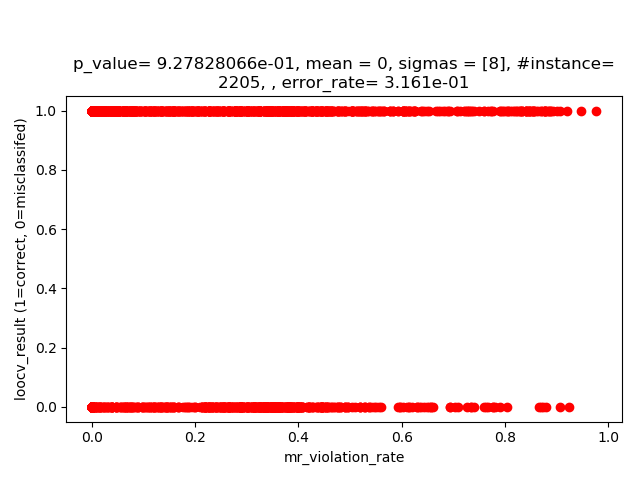 p_value= 9.27828066e-01, mean = 0, sigmas = [8], #instance=
2205, , error_rate= 3.161e-01
1.0
0.8
0.6
0.4
0.2
0.0
loocv_result (1=correct, 0=misclassifed)
0.0 0.2 0.4 0.6 0.8 1.0
mr_violation_rate